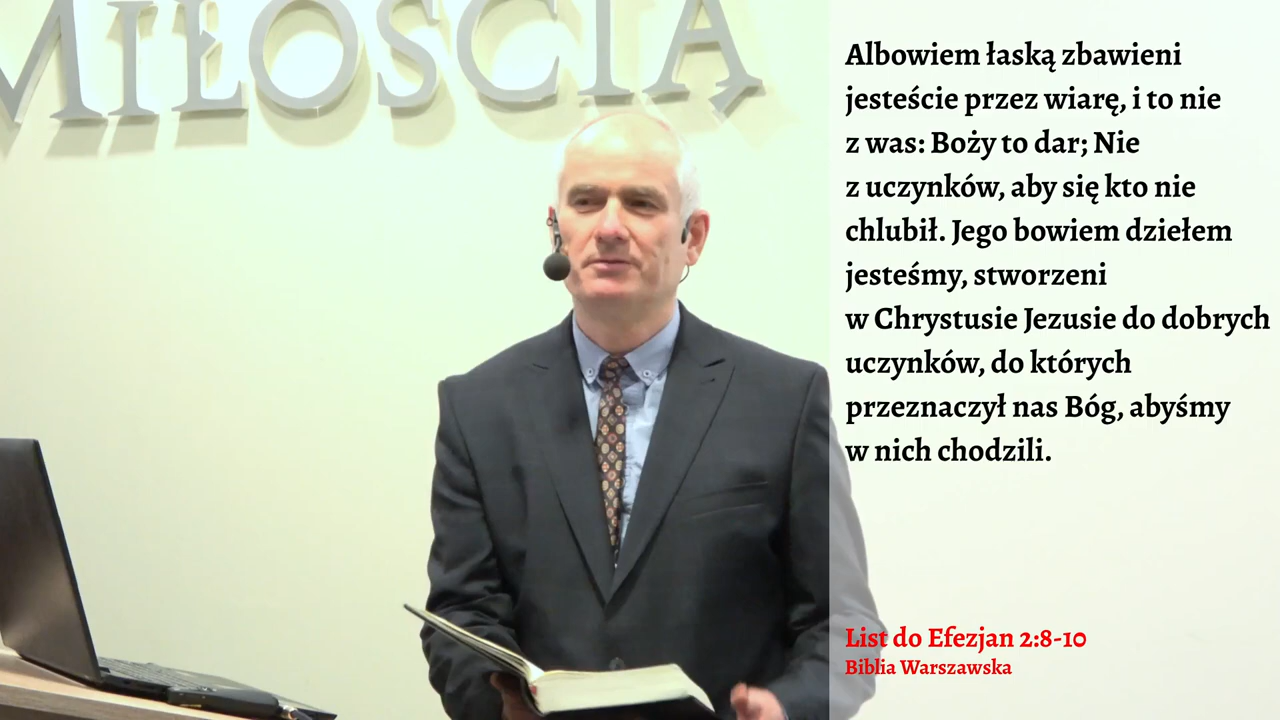 MIŁOŚCIĄ
Albowiem łaską zbawieni
jesteście przez wiarę, i to nie
z was: Boży to dar; Nie
z uczynków, aby się kto nie
chlubił. Jego bowiem dziełem
jesteśmy, stworzeni
w Chrystusie Jezusie do dobrych
uczynków, do których
przeznaczył nas Bóg, abyśmy
w nich chodzili.
List do Efezjan 2:8-10
Biblia Warszawska